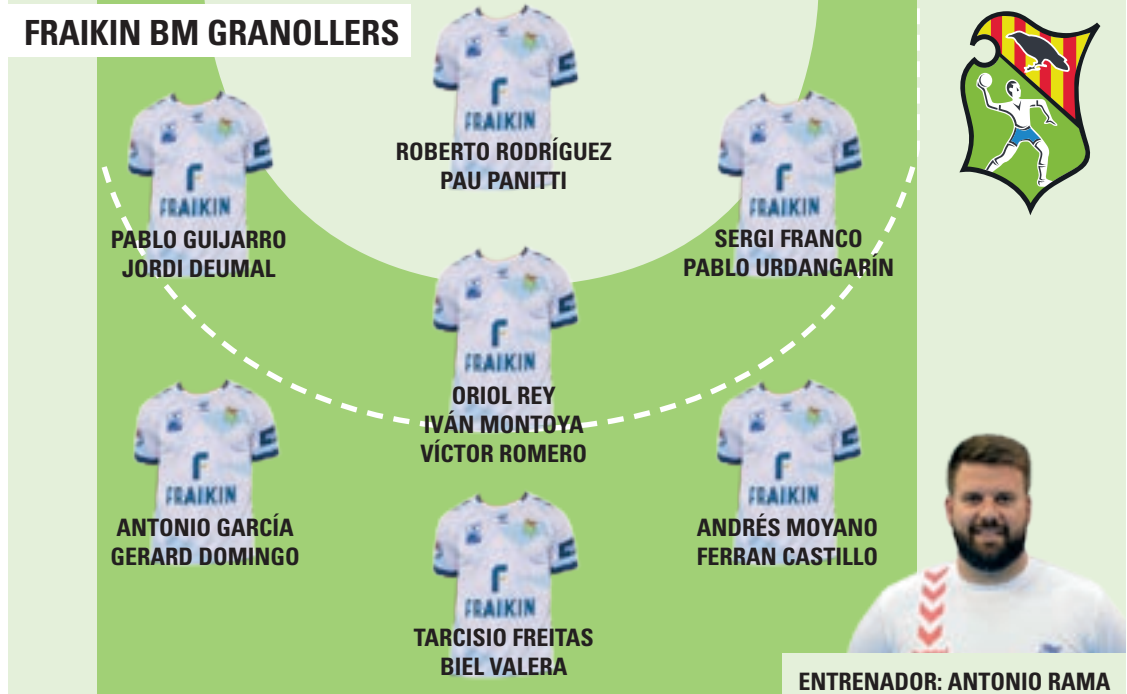 FRAIKIN BM GRANOLLERS
FRAIKIN
ROBERTO RODRÍGUEZ
PAU PANITTI
FRAIKIN
PABLO GUIJARRO
JORDI DEUMAL
FRAIKIN
SERGI FRANCO
PABLO URDANGARÍN
FRAIKIN
ORIOL REY
IVÁN MONTOYA
VÍCTOR ROMERO
FRAIKIN
ANTONIO GARCÍA
GERARD DOMINGO
FRAIKIN
ANDRÉS MOYANO
FERRAN CASTILLO
FRAIKIN
TARCISIO FREITAS
BIEL VALERA
ENTRENADOR: ANTONIO RAMA